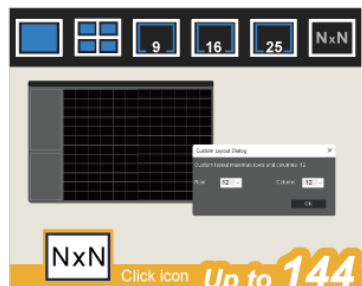 9 16 25 NxN
Custom Layout Dialog
Custom layout maximum rows and columns: 12
Row 12 Column 12
OK
NxN Click icon Up to 144